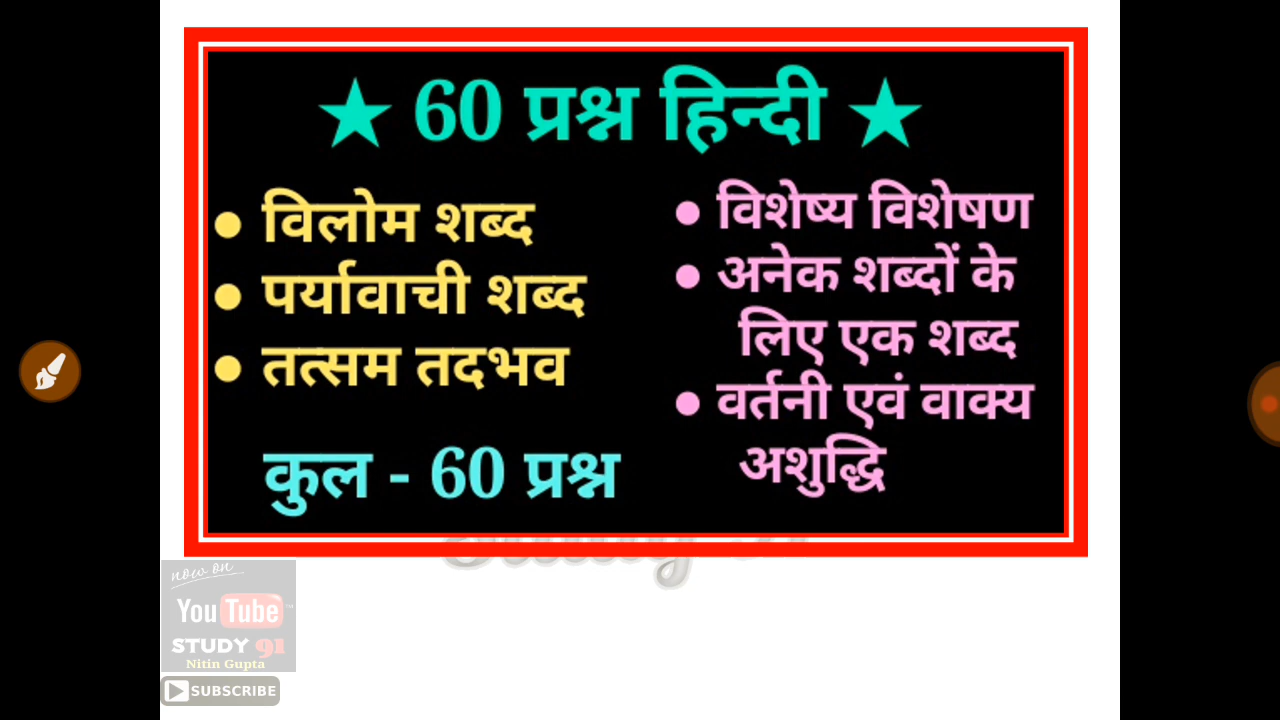 ★ 60 प्रश्न हिन्दी ★
● विलोम शब्द
● पर्यावाची शब्द
● तत्सम तदभव
कुल - 60 प्रश्न
● विशेष्य विशेषण
● अनेक शब्दों के
लिए एक शब्द
● वर्तनी एवं वाक्य
अशुद्धि
now on
YouTube
STUDY 91
Nitin Gupta
SUBSCRIBE